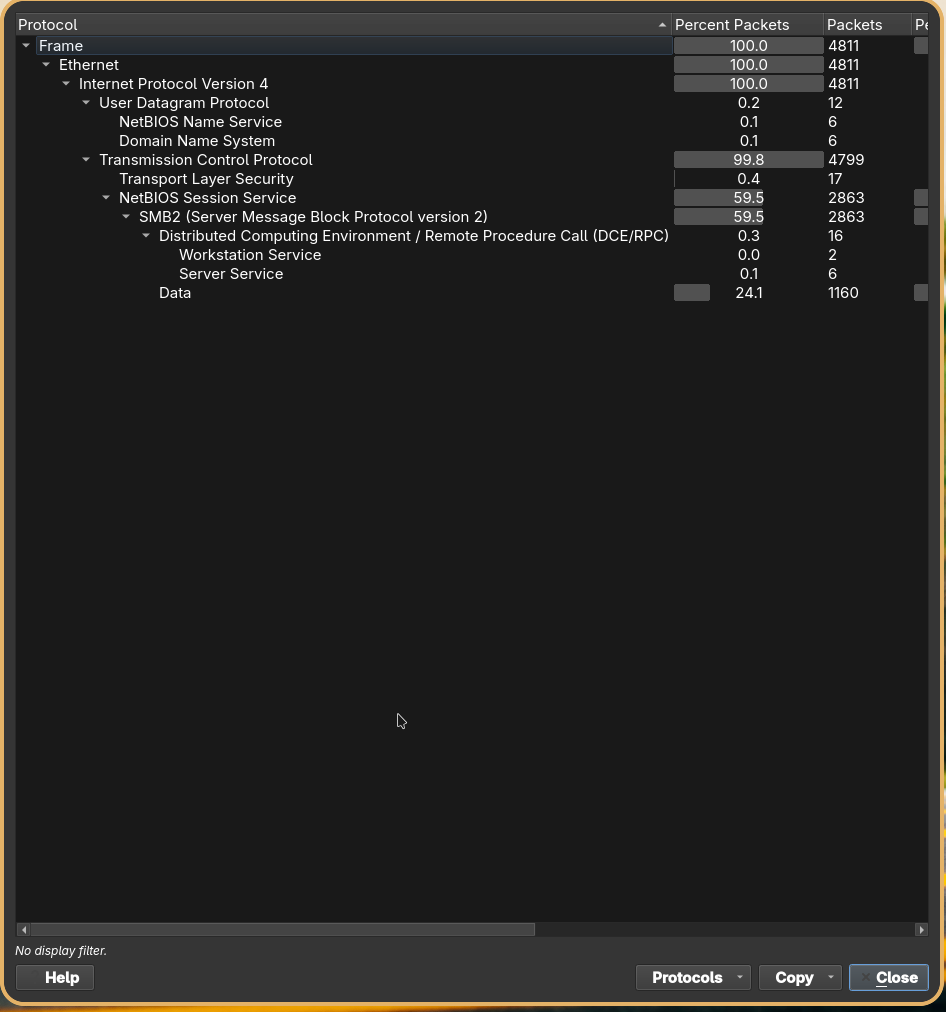 Protocol Percent Packets Packets Pe
Frame 100.0 4811
Ethernet 100.0 4811
Internet Protocol Version 4 100.0 4811
User Datagram Protocol 0.2 12
NetBIOS Name Service 0.1 6
Domain Name System 0.1 6
Transmission Control Protocol 99.8 4799
Transport Layer Security 0.4 17
NetBIOS Session Service 59.5 2863
SMB2 (Server Message Block Protocol version 2) 59.5 2863
Distributed Computing Environment / Remote Procedure Call (DCE/RPC) 0.3 16
Workstation Service 0.0 2
Server Service 0.1 6
Data 24.1 1160
No display filter.
Help Protocols Copy Close